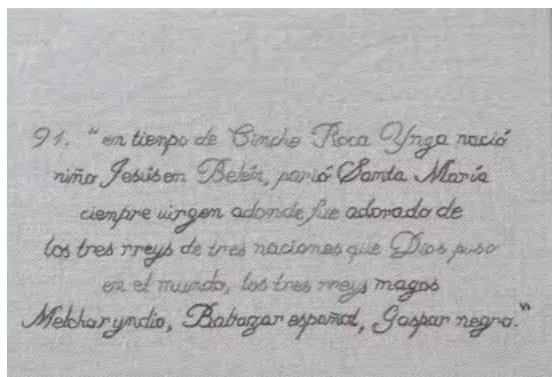 91. "en tienpo de Cinche Roca Ynga nació
niño Jesús en Belén, parió Santa María
cienpre uirgen adonde fue adorado de
los tres rreys de tres naciones que Dios puso
en el mundo, los tres rreys magos
Melchar yndio, Baltazar español, Gaspar negro."